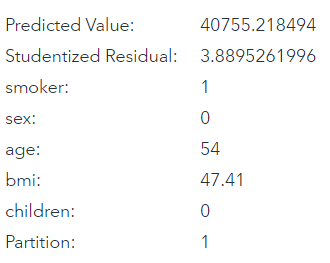 Predicted Value: 40755.218494
Studentized Residual: 3.8895261996
smoker: 1
sex: 0
age: 54
bmi: 47.41
children: 0
Partition: 1